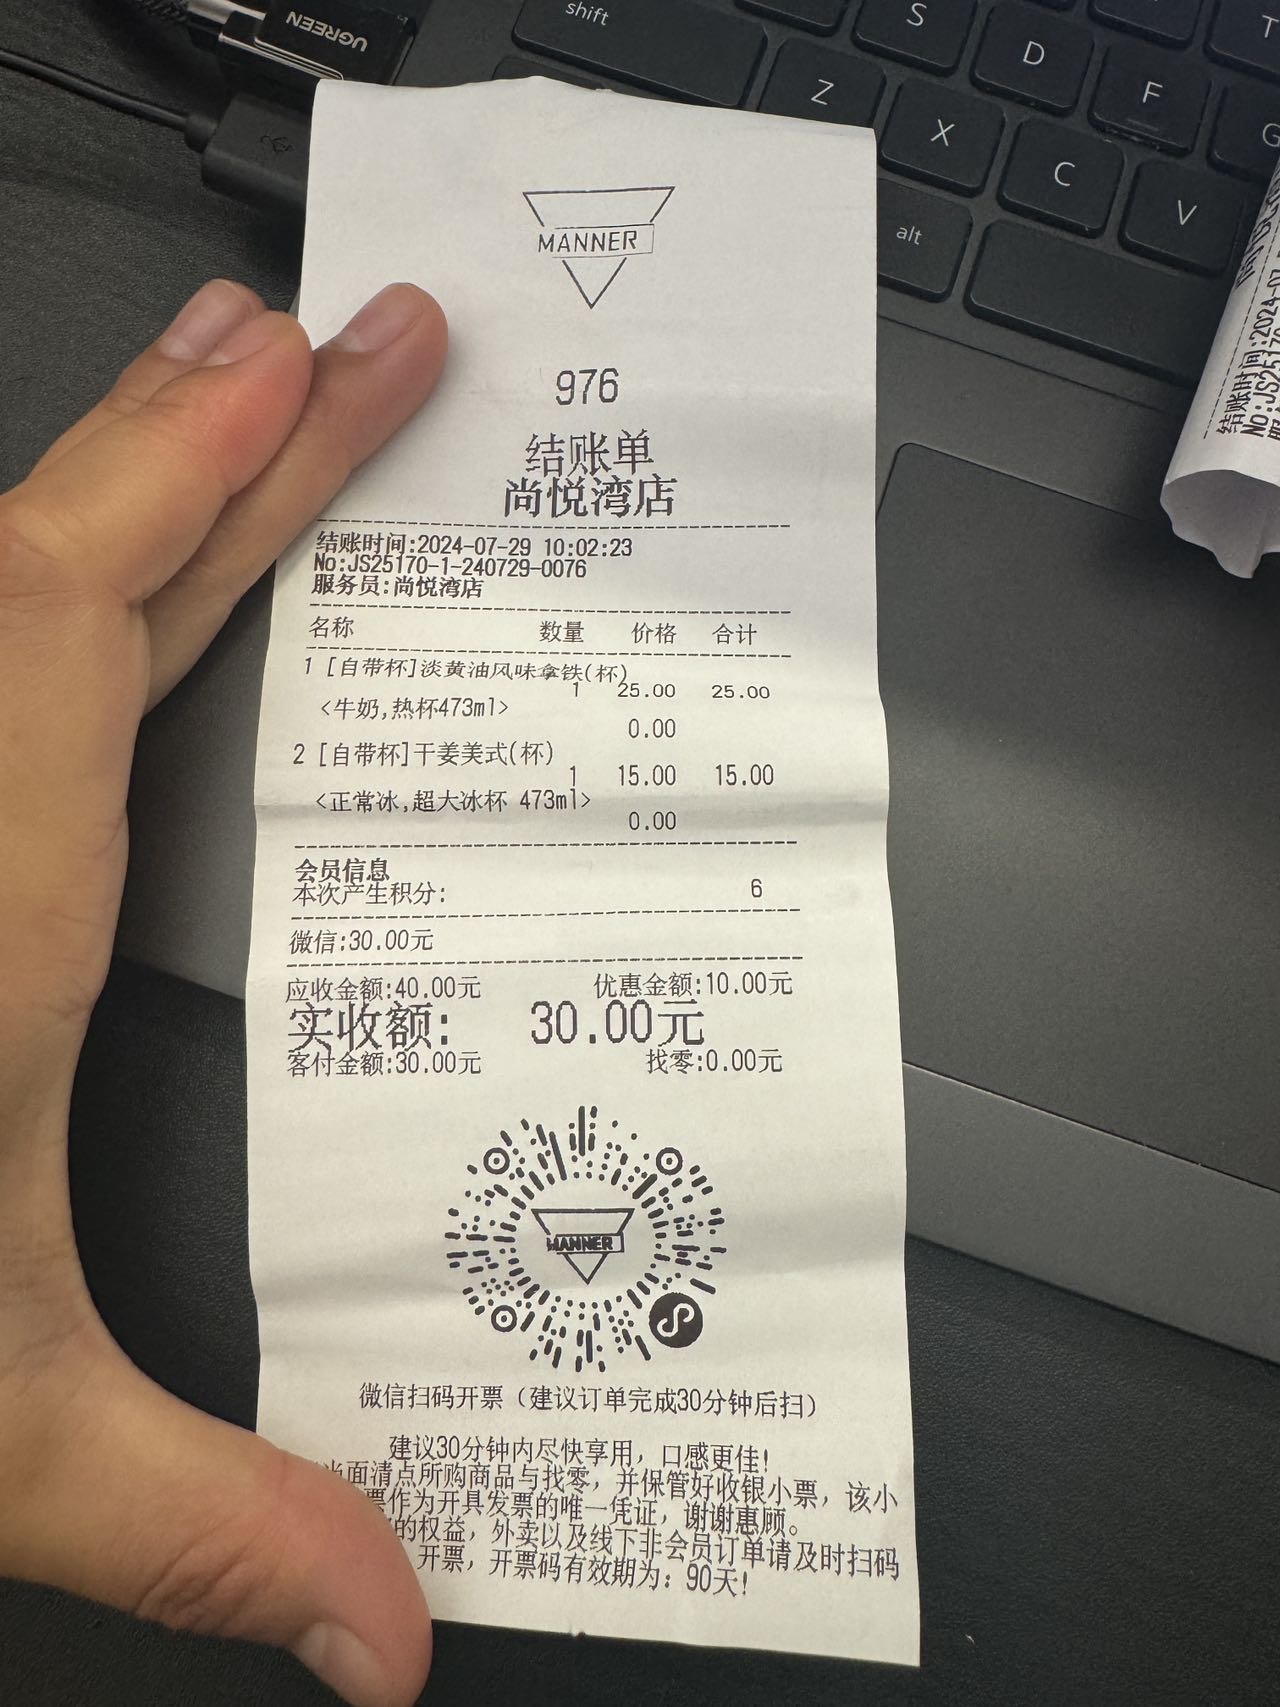 UGREEN
shift
S
D
F
T
Z
X
C
V
G
alt
MANNER
976
结账单
尚悦湾店
结账时间:2024-07-29 10:02:23
No:JS25170-1-240729-0076
服务员:尚悦湾店
名称 数量 价格 合计
1 [自带杯]淡黄油风味拿铁(杯)
1 25.00 25.00
<牛奶,热杯473ml>
0.00
2 [自带杯]干姜美式(杯)
1 15.00 15.00
<正常冰,超大冰杯 473ml>
0.00
会员信息
本次产生积分: 6
微信:30.00元
应收金额:40.00元 优惠金额:10.00元
实收额: 30.00元
客付金额:30.00元 找零:0.00元
MANNER
微信扫码开票（建议订单完成30分钟后扫）
建议30分钟内尽快享用，口感更佳！
当面清点所购商品与找零，并保管好收银小票，该小
票作为开具发票的唯一凭证，谢谢惠顾。
的权益，外卖以及线下非会员订单请及时扫码
开票，开票码有效期为：90天！
结账时间:2024-07
No:JS2517